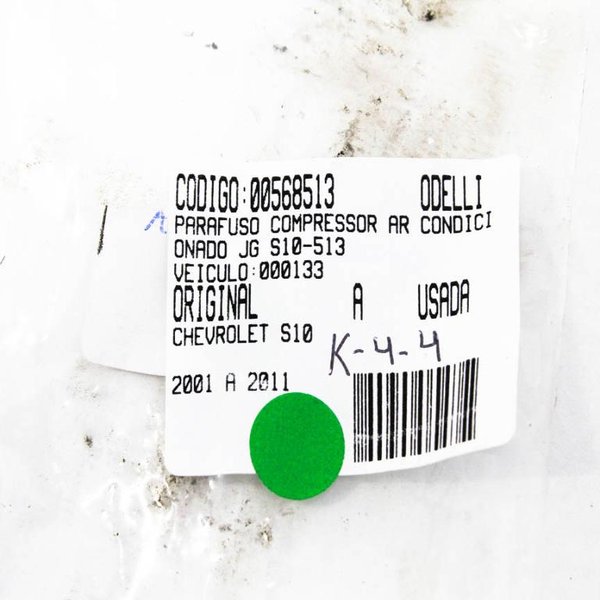 CODIGO:00568513 ODELLI
PARAFUSO COMPRESSOR AR CONDICI
ONADO JG S10-513
VEICULO:000133
ORIGINAL A USADA
CHEVROLET S10
K-4-4
2001 A 2011